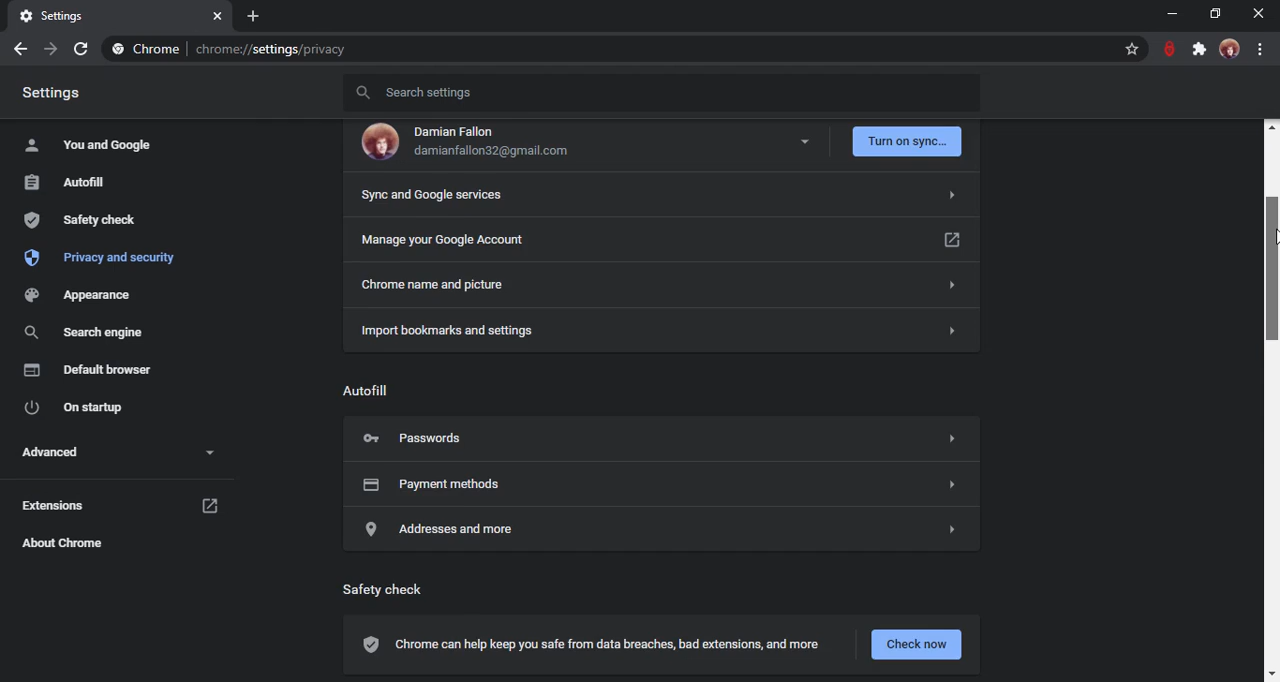 Settings
Chrome chrome://settings/privacy
Settings
Search settings
You and Google
Autofill
Safety check
Privacy and security
Appearance
Search engine
Default browser
On startup
Advanced
Extensions
About Chrome
Damian Fallon
damianfallon32@gmail.com
Turn on sync...
Sync and Google services
Manage your Google Account
Chrome name and picture
Import bookmarks and settings
Autofill
Passwords
Payment methods
Addresses and more
Safety check
Chrome can help keep you safe from data breaches, bad extensions, and more
Check now